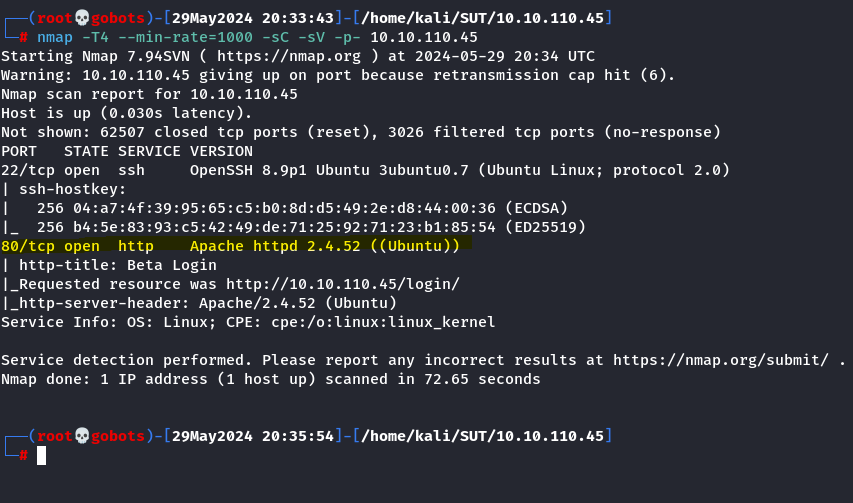 ┌──(root💀gobots)-[29May2024 20:33:43]-[/home/kali/SUT/10.10.110.45]
└─# nmap -T4 --min-rate=1000 -sC -sV -p- 10.10.110.45
Starting Nmap 7.94SVN ( https://nmap.org ) at 2024-05-29 20:34 UTC
Warning: 10.10.110.45 giving up on port because retransmission cap hit (6).
Nmap scan report for 10.10.110.45
Host is up (0.030s latency).
Not shown: 62507 closed tcp ports (reset), 3026 filtered tcp ports (no-response)
PORT   STATE SERVICE VERSION
22/tcp open  ssh     OpenSSH 8.9p1 Ubuntu 3ubuntu0.7 (Ubuntu Linux; protocol 2.0)
| ssh-hostkey:
|   256 04:a7:4f:39:95:65:c5:b0:8d:d5:49:2e:d8:44:00:36 (ECDSA)
|_  256 b4:5e:83:93:c5:42:49:de:71:25:92:71:23:b1:85:54 (ED25519)
80/tcp open  http    Apache httpd 2.4.52 ((Ubuntu))
| http-title: Beta Login
|_Requested resource was http://10.10.110.45/login/
|_http-server-header: Apache/2.4.52 (Ubuntu)
Service Info: OS: Linux; CPE: cpe:/o:linux:linux_kernel
Service detection performed. Please report any incorrect results at https://nmap.org/submit/ .
Nmap done: 1 IP address (1 host up) scanned in 72.65 seconds
┌──(root💀gobots)-[29May2024 20:35:54]-[/home/kali/SUT/10.10.110.45]
└─#